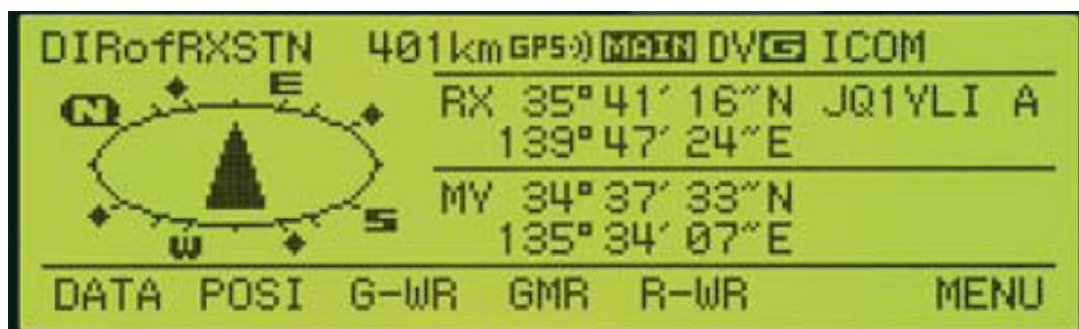 DIRofRXSTN 401km GPS MAIN DV G ICOM
N E
RX 35°41′16″N JQ1YLI A
139°47′24″E
MY 34°37′33″N
135°34′07″E
W S
DATA POSI G-WR GMR R-WR MENU